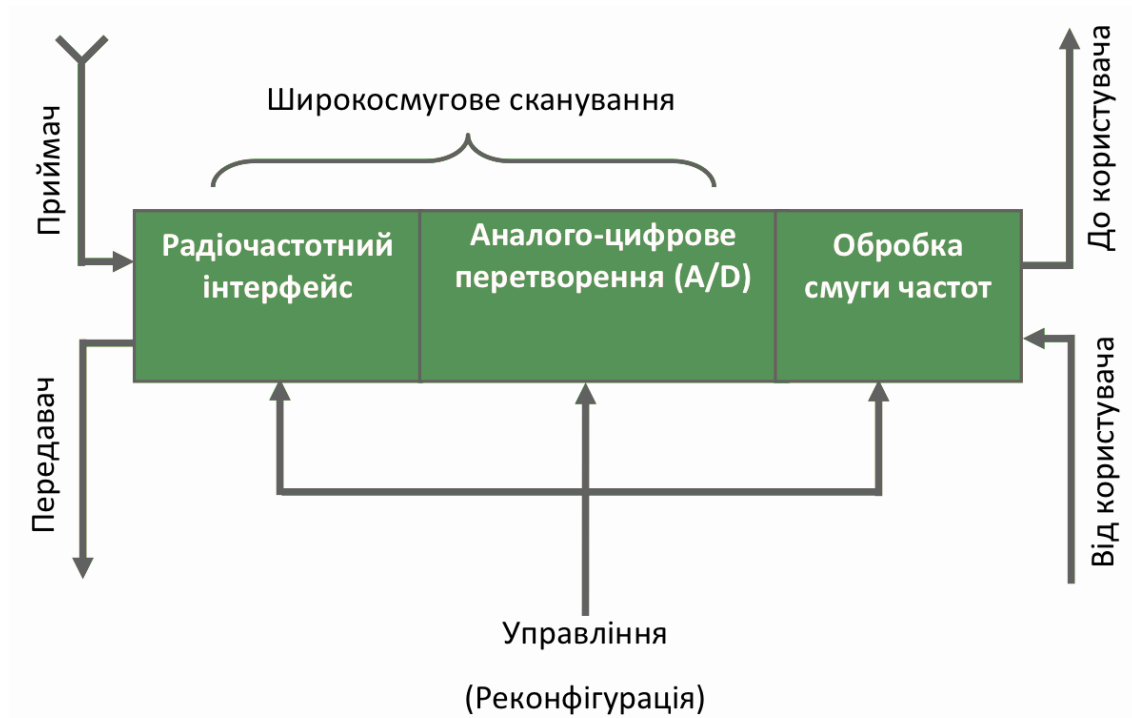 Широкосмугове сканування
Приймач
До користувача
Радіочастотний
інтерфейс
Аналого-цифрове
перетворення (A/D)
Обробка
смуги частот
Передавач
Від користувача
Управління
(Реконфігурація)